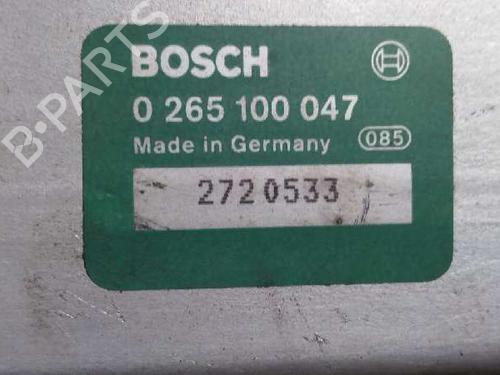 B-PARTS
BOSCH
0 265 100 047
Made in Germany 085
2720533